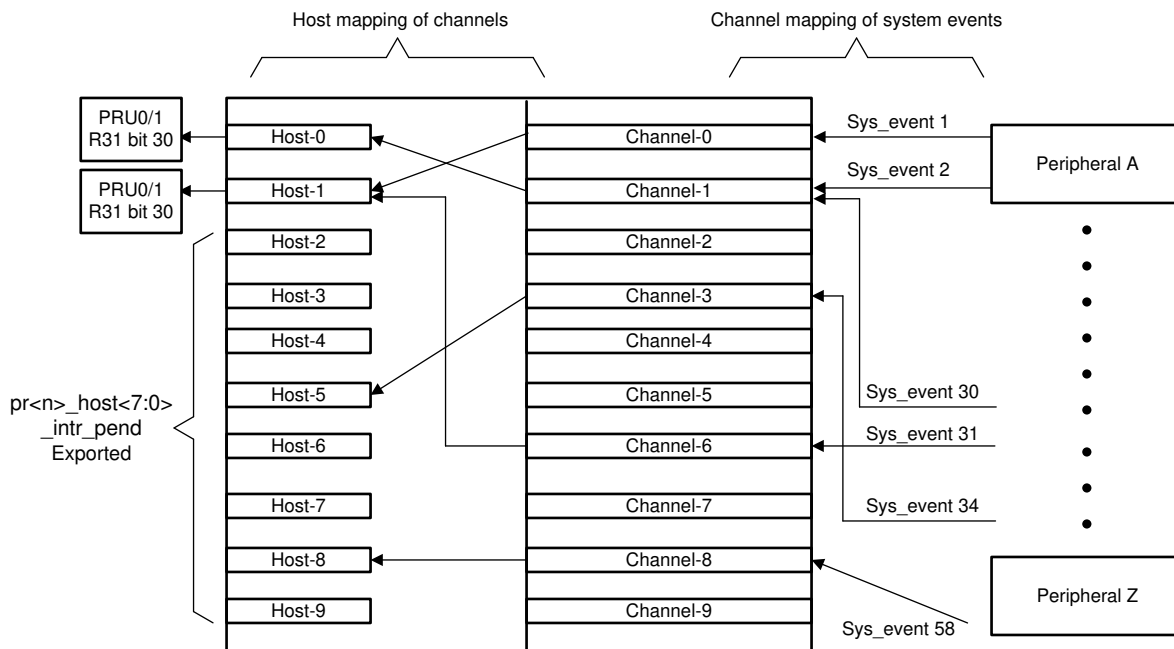 Host mapping of channels
Channel mapping of system events
PRU0/1
R31 bit 30
PRU0/1
R31 bit 30
pr<n>_host<7:0>
_intr_pend
Exported
Host-0
Host-1
Host-2
Host-3
Host-4
Host-5
Host-6
Host-7
Host-8
Host-9
Channel-0
Channel-1
Channel-2
Channel-3
Channel-4
Channel-5
Channel-6
Channel-7
Channel-8
Channel-9
Sys_event 1
Sys_event 2
Sys_event 30
Sys_event 31
Sys_event 34
Sys_event 58
Peripheral A
Peripheral Z